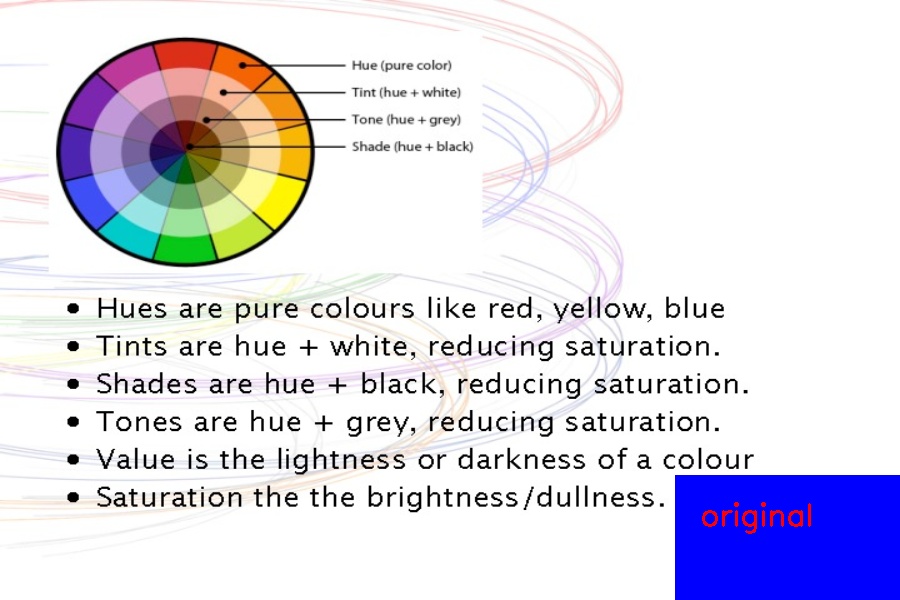 Hue (pure color)
Tint (hue + white)
Tone (hue + grey)
Shade (hue + black)
• Hues are pure colours like red, yellow, blue
• Tints are hue + white, reducing saturation.
• Shades are hue + black, reducing saturation.
• Tones are hue + grey, reducing saturation.
• Value is the lightness or darkness of a colour
• Saturation the the brightness/dullness.
original